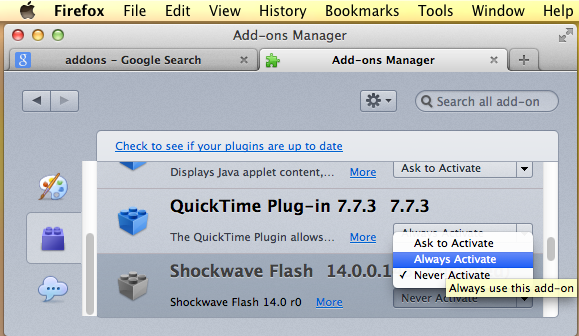 Firefox File Edit View History Bookmarks Tools Window Help
Add-ons Manager
addons - Google Search
Add-ons Manager
Search all add-on
Check to see if your plugins are up to date
Displays Java applet content,... More Ask to Activate
QuickTime Plug-in 7.7.3 7.7.3
The QuickTime Plugin allows... More Always Activate
Ask to Activate
Always Activate
✓ Never Activate
Always use this add-on
Shockwave Flash 14.0.0.1
Shockwave Flash 14.0 r0 More Never Activate